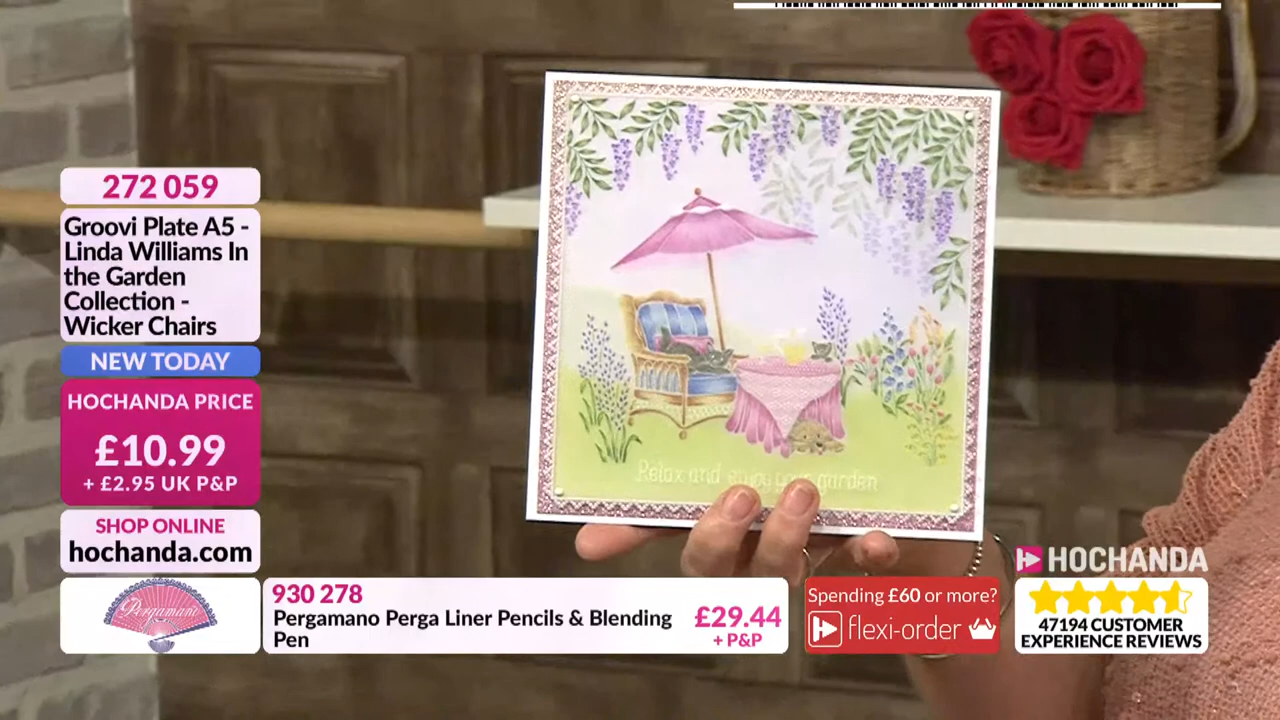 272 059
Groovi Plate A5 -
Linda Williams In
the Garden
Collection -
Wicker Chairs
NEW TODAY
HOCHANDA PRICE
£10.99
+ £2.95 UK P&P
SHOP ONLINE
hochanda.com
Pergamano
930 278
Pergamano Perga Liner Pencils & Blending
Pen
£29.44
+ P&P
Spending £60 or more?
flexi-order
HOCHANDA
47194 CUSTOMER
EXPERIENCE REVIEWS
Relax and enjoy your garden